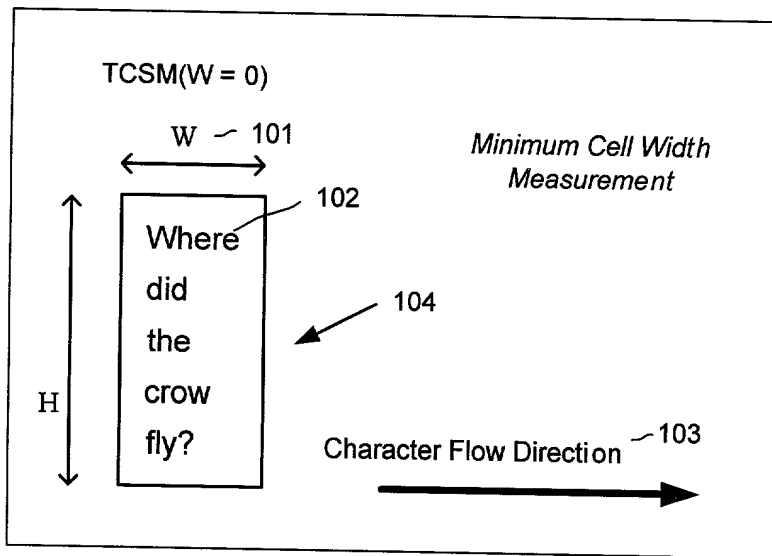 TCSM(W = 0)
W 101
Minimum Cell Width
Measurement
102
Where
did
the
crow
fly?
104
H
Character Flow Direction 103